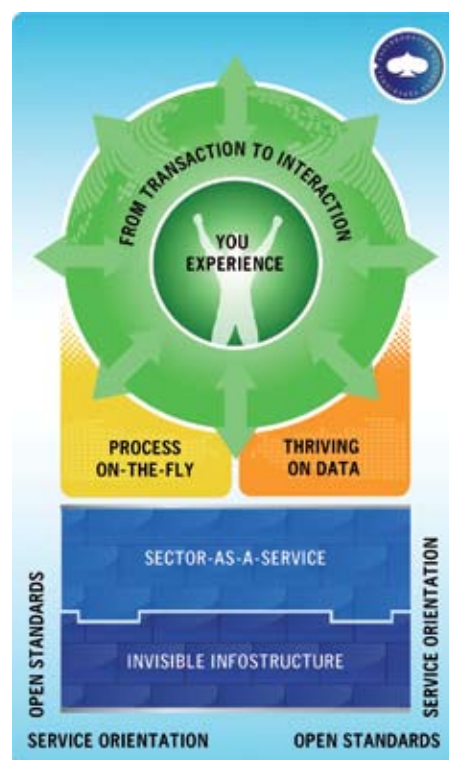 FROM TRANSACTION TO INTERACTION
YOU
EXPERIENCE
PROCESS
ON-THE-FLY
THRIVING
ON DATA
SECTOR-AS-A-SERVICE
INVISIBLE INFOSTRUCTURE
OPEN STANDARDS
SERVICE ORIENTATION
SERVICE ORIENTATION
OPEN STANDARDS